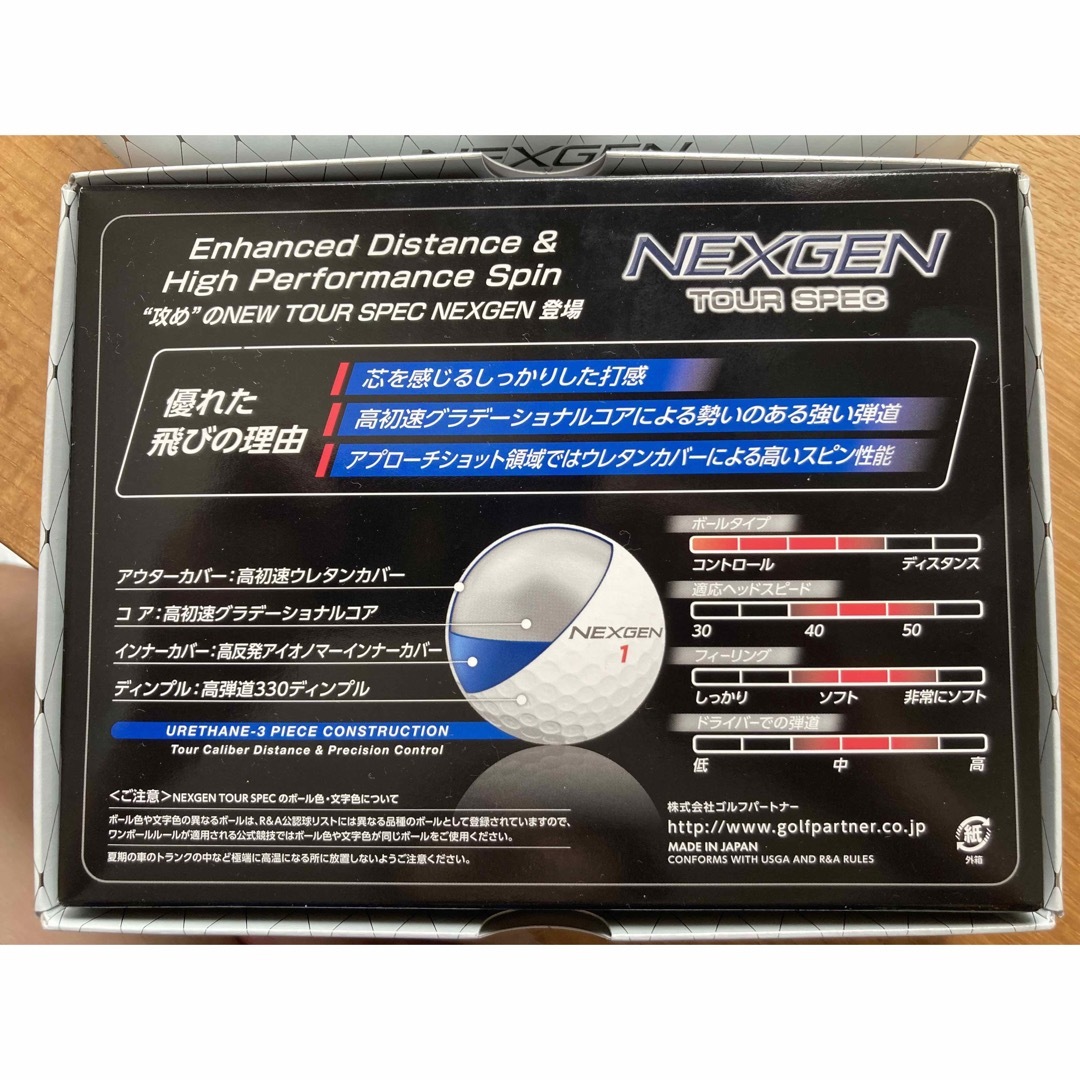 NEXGEN
Enhanced Distance &
High Performance Spin
“攻め”のNEW TOUR SPEC NEXGEN 登場
NEXGEN
TOUR SPEC
優れた
飛びの理由
芯を感じるしっかりした打感
高初速グラデーショナルコアによる勢いのある強い弾道
アプローチショット領域ではウレタンカバーによる高いスピン性能
アウターカバー：高初速ウレタンカバー
コア：高初速グラデーショナルコア
インナーカバー：高反発アイオノマーインナーカバー
ディンプル：高弾道330ディンプル
URETHANE-3 PIECE CONSTRUCTION
Tour Caliber Distance & Precision Control
NEXGEN
1
ボールタイプ
コントロール ディスタンス
適応ヘッドスピード
30 40 50
フィーリング
しっかり ソフト 非常にソフト
ドライバーでの弾道
低 中 高
＜ご注意＞NEXGEN TOUR SPEC のボール色・文字色について
ボール色や文字色の異なるボールは、R&A公認球リストには異なる品種のボールとして登録されていますので、
ワンボールルールが適用される公式競技ではボール色や文字色が同じボールをご使用ください。
夏期の車のトランクの中など極端に高温になる所に放置しないようご注意ください。
株式会社ゴルフパートナー
http://www.golfpartner.co.jp
MADE IN JAPAN
CONFORMS WITH USGA AND R&A RULES
紙
外箱